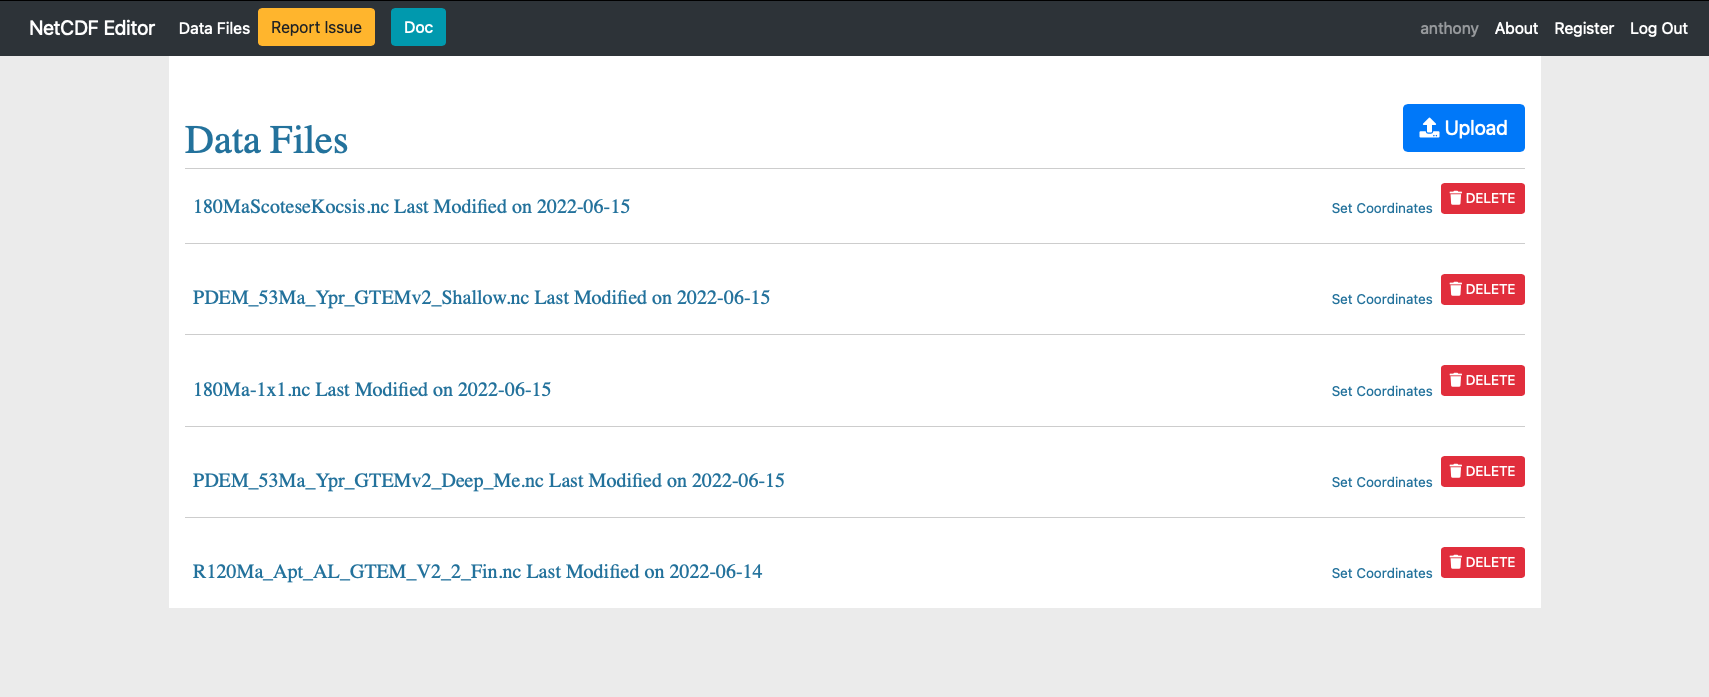 NetCDF Editor Data Files Report Issue Doc anthony About Register Log Out
Data Files Upload
180MaScoteseKocsis.nc Last Modified on 2022-06-15 Set Coordinates DELETE
PDEM_53Ma_Ypr_GTEMv2_Shallow.nc Last Modified on 2022-06-15 Set Coordinates DELETE
180Ma-1x1.nc Last Modified on 2022-06-15 Set Coordinates DELETE
PDEM_53Ma_Ypr_GTEMv2_Deep_Me.nc Last Modified on 2022-06-15 Set Coordinates DELETE
R120Ma_Apt_AL_GTEM_V2_2_Fin.nc Last Modified on 2022-06-14 Set Coordinates DELETE